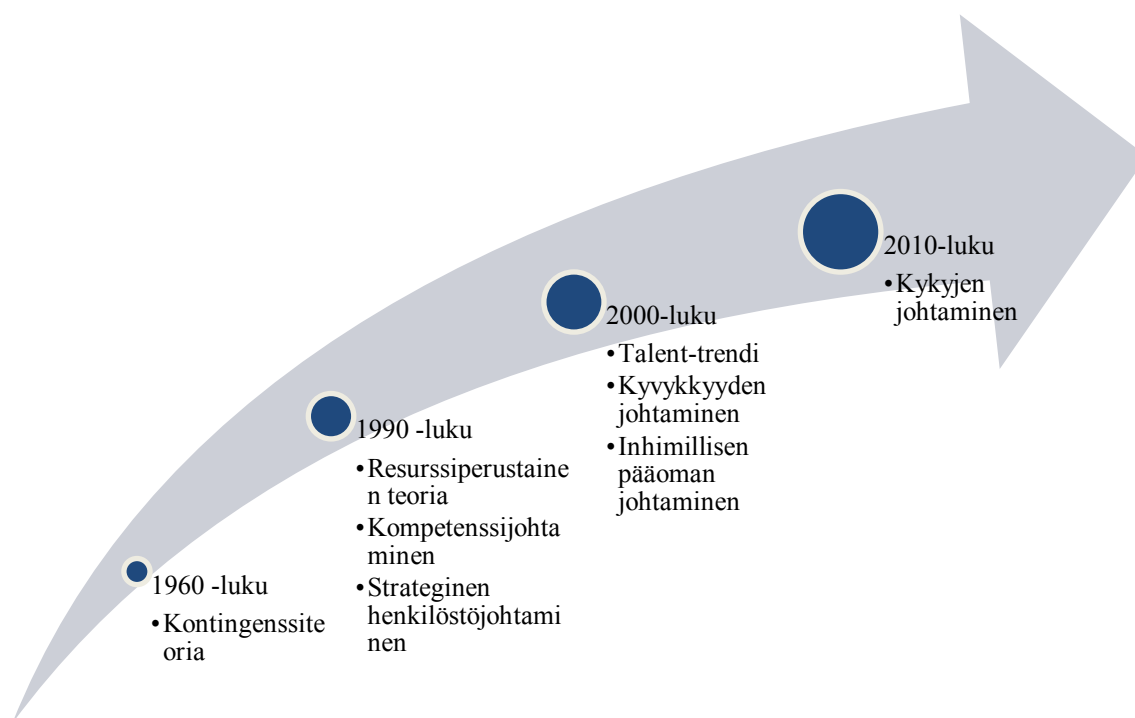 1960 -luku
•Kontingenssite
oria
1990 -luku
•Resurssiperustaine
n teoria
•Kompetenssijohta
minen
•Strateginen
henkilöstöjohtami
nen
2000-luku
•Talent-trendi
•Kyvykkyyden
johtaminen
•Inhimillisen
pääoman
johtaminen
2010-luku
•Kykyjen
johtaminen